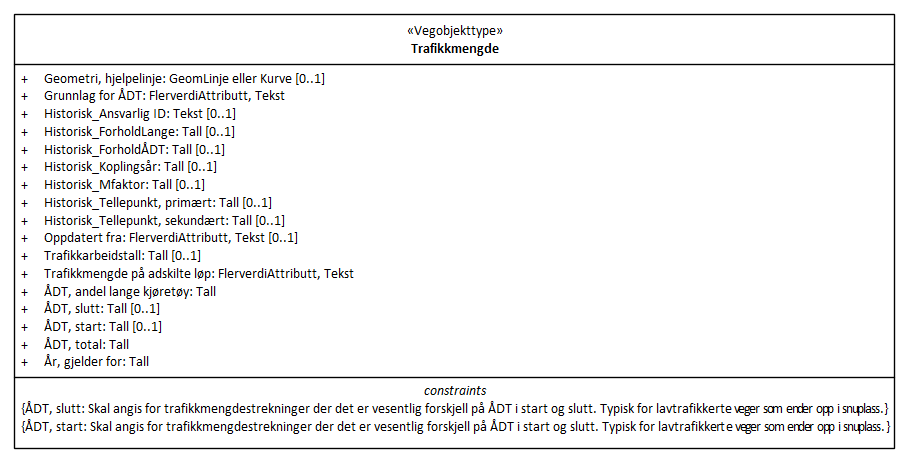 «Vegobjekttype»
Trafikkmengde
+ Geometri, hjelpelinje: GeomLinje eller Kurve [0..1]
+ Grunnlag for ÅDT: FlerverdiAttributt, Tekst
+ Historisk_Ansvarlig ID: Tekst [0..1]
+ Historisk_ForholdLange: Tall [0..1]
+ Historisk_ForholdÅDT: Tall [0..1]
+ Historisk_Koplingsår: Tall [0..1]
+ Historisk_Mfaktor: Tall [0..1]
+ Historisk_Tellepunkt, primært: Tall [0..1]
+ Historisk_Tellepunkt, sekundært: Tall [0..1]
+ Oppdatert fra: FlerverdiAttributt, Tekst [0..1]
+ Trafikkarbeidstall: Tall [0..1]
+ Trafikkmengde på adskilte løp: FlerverdiAttributt, Tekst
+ ÅDT, andel lange kjøretøy: Tall
+ ÅDT, slutt: Tall [0..1]
+ ÅDT, start: Tall [0..1]
+ ÅDT, total: Tall
+ År, gjelder for: Tall
constraints
{ÅDT, slutt: Skal angis for trafikkmengdestrekninger der det er vesentlig forskjell på ÅDT i start og slutt. Typisk for lavtrafikkerte veger som ender opp i snuplass.}
{ÅDT, start: Skal angis for trafikkmengdestrekninger der det er vesentlig forskjell på ÅDT i start og slutt. Typisk for lavtrafikkerte veger som ender opp i snuplass.}